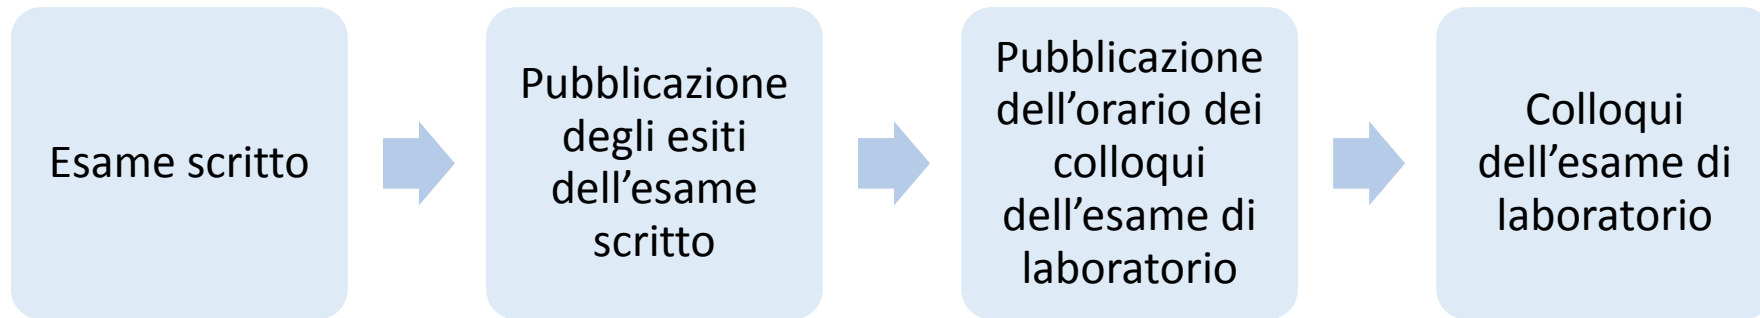 Esame scritto
Pubblicazione
degli esiti
dell’esame
scritto
Pubblicazione
dell’orario dei
colloqui
dell’esame di
laboratorio
Colloqui
dell’esame di
laboratorio